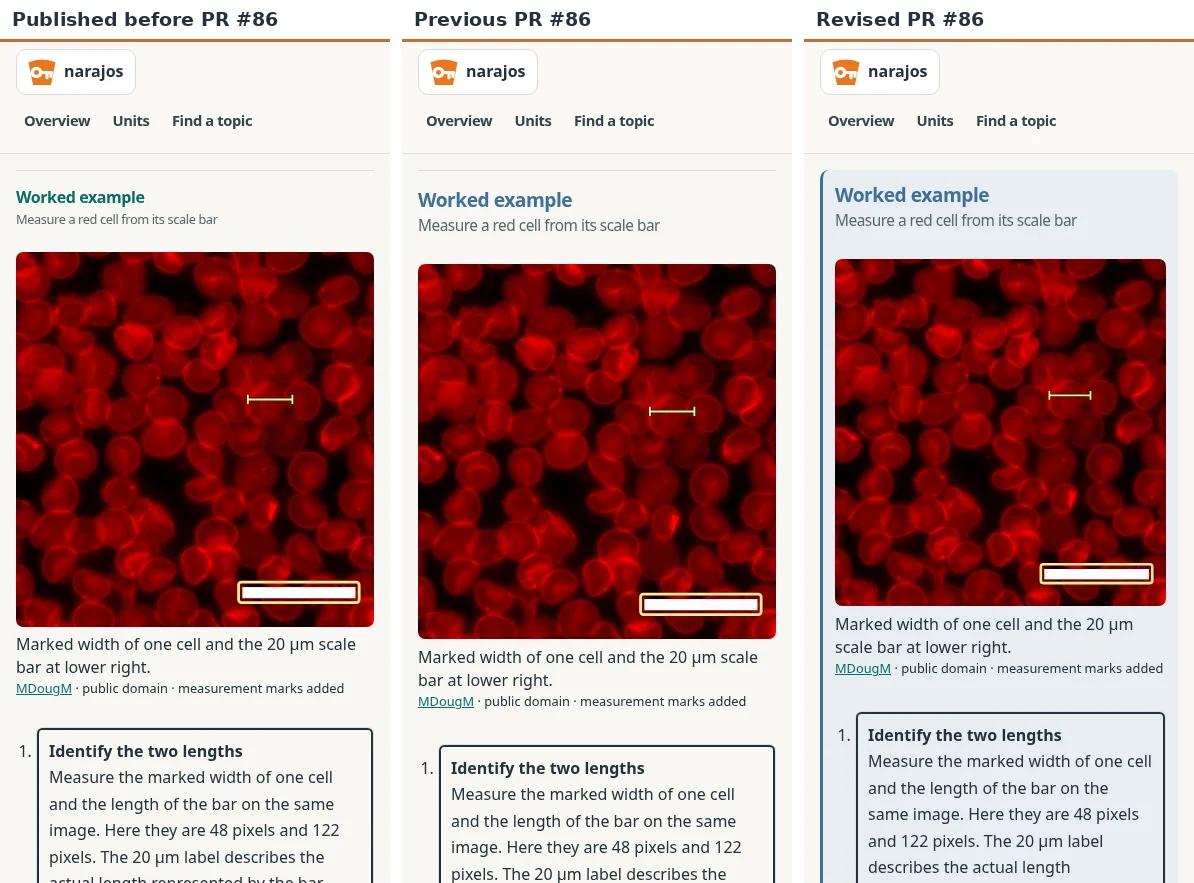 Published before PR #86
narajos
Overview Units Find a topic
Worked example
Measure a red cell from its scale bar
Marked width of one cell and the 20 µm scale
bar at lower right.
MDougM · public domain · measurement marks added
1. Identify the two lengths
Measure the marked width of one cell
and the length of the bar on the same
image. Here they are 48 pixels and 122
pixels. The 20 µm label describes the
actual length represented by the bar
Previous PR #86
narajos
Overview Units Find a topic
Worked example
Measure a red cell from its scale bar
Marked width of one cell and the 20 µm scale
bar at lower right.
MDougM · public domain · measurement marks added
1. Identify the two lengths
Measure the marked width of one cell
and the length of the bar on the same
image. Here they are 48 pixels and 122
pixels. The 20 µm label describes the
Revised PR #86
narajos
Overview Units Find a topic
Worked example
Measure a red cell from its scale bar
Marked width of one cell and the 20 µm
scale bar at lower right.
MDougM · public domain · measurement marks added
1. Identify the two lengths
Measure the marked width of one cell
and the length of the bar on the
same image. Here they are 48 pixels
and 122 pixels. The 20 µm label
describes the actual length